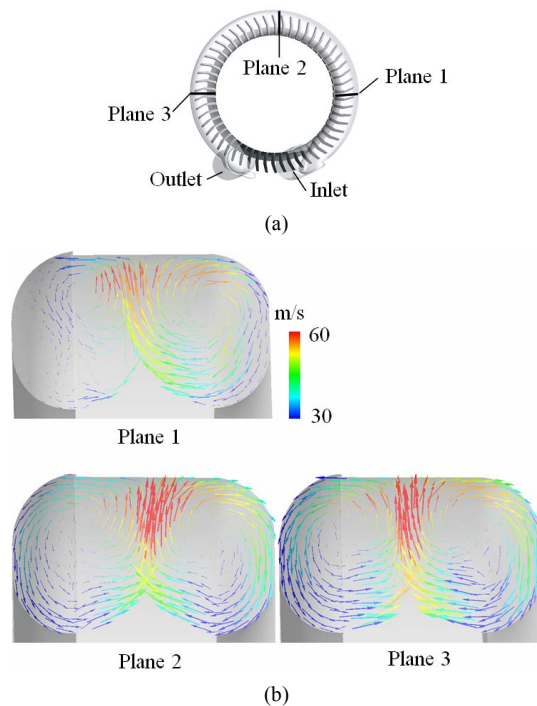 Plane 2
Plane 1
Plane 3
Outlet
Inlet
(a)
m/s
60
30
Plane 1
Plane 2
Plane 3
(b)